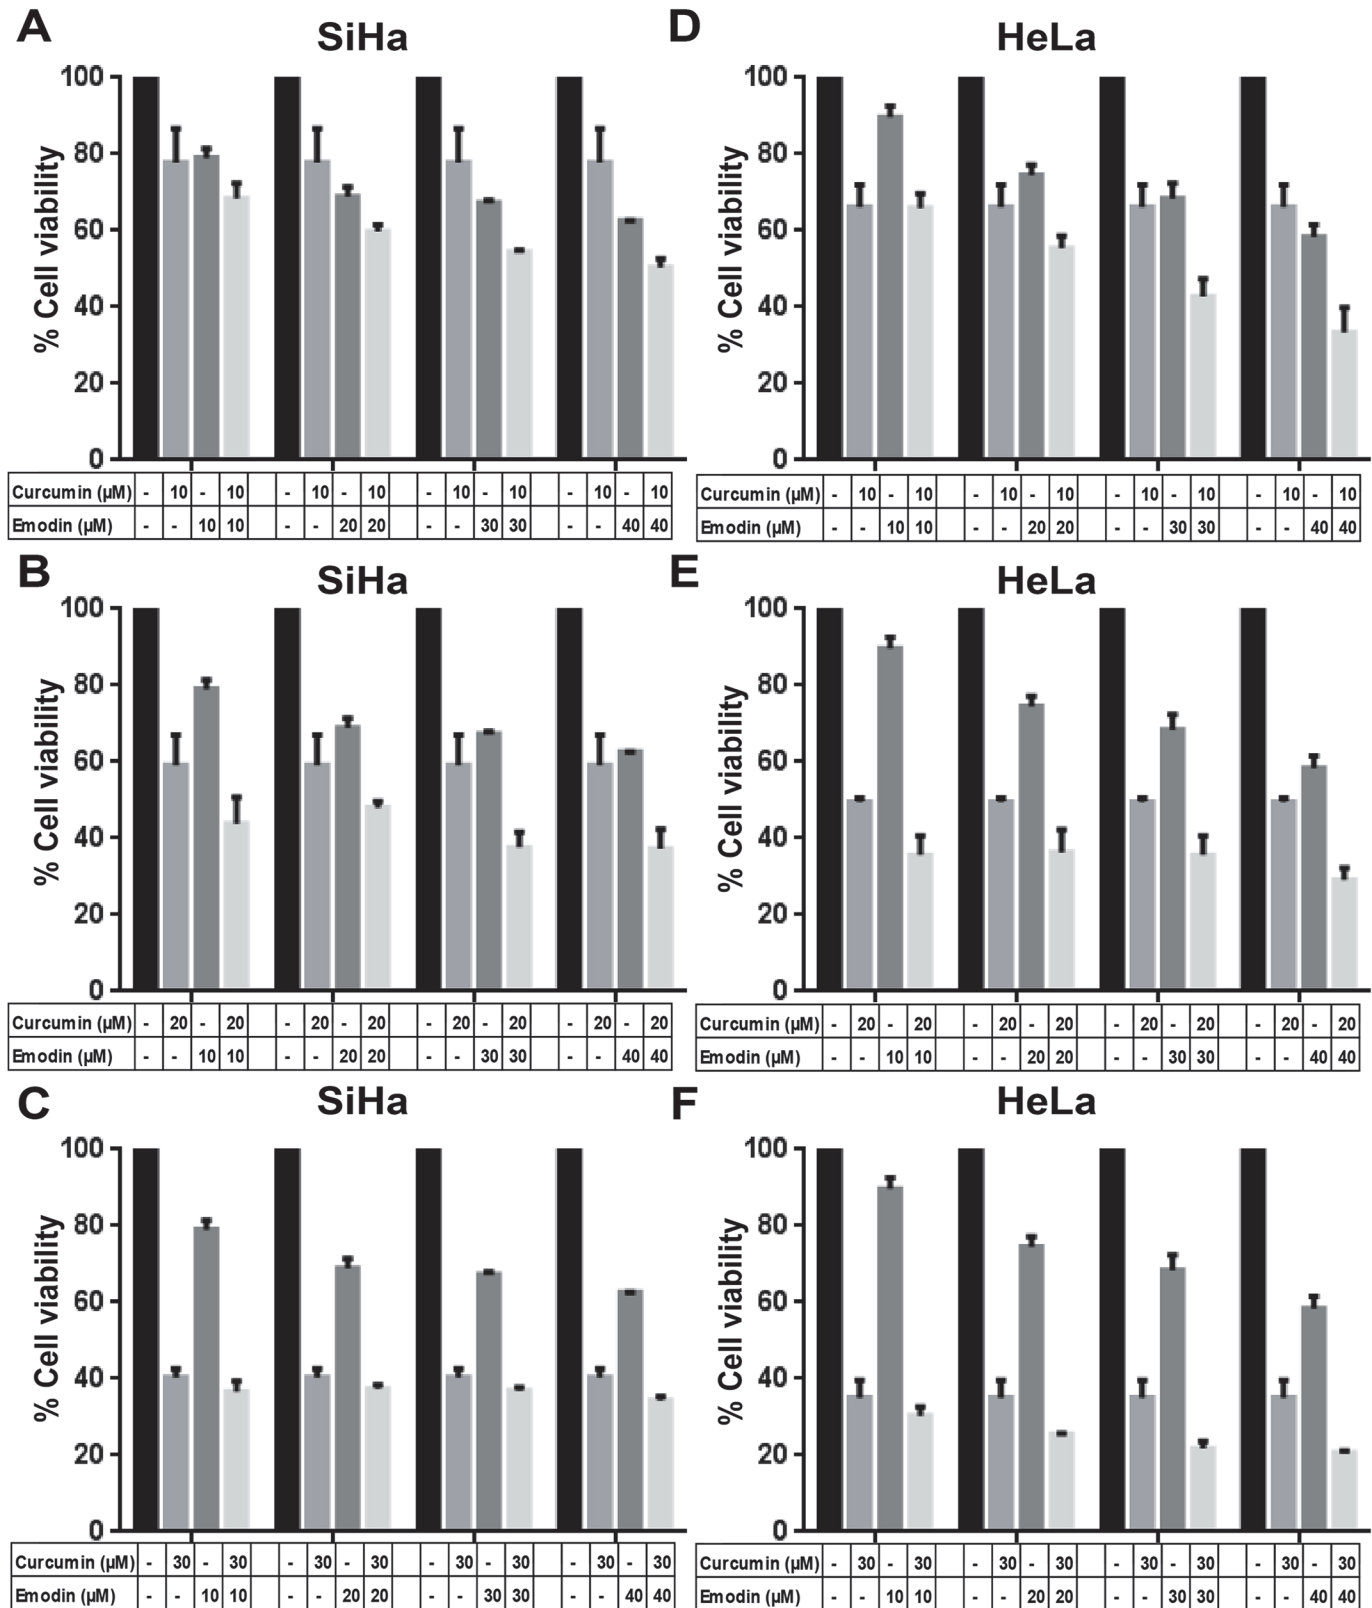 A
SiHa
100
80
60
40
20
0
% Cell viability
Curcumin (µM) - 10 - 10 - 10 - 10 - 10 - 10 - 10 - 10
Emodin (µM) - - 10 10 - - 20 20 - - 30 30 - - 40 40
B
SiHa
100
80
60
40
20
0
% Cell viability
Curcumin (µM) - 20 - 20 - 20 - 20 - 20 - 20 - 20 - 20
Emodin (µM) - - 10 10 - - 20 20 - - 30 30 - - 40 40
C
SiHa
100
80
60
40
20
0
% Cell viability
Curcumin (µM) - 30 - 30 - 30 - 30 - 30 - 30 - 30 - 30
Emodin (µM) - - 10 10 - - 20 20 - - 30 30 - - 40 40
D
HeLa
100
80
60
40
20
0
% Cell viability
Curcumin (µM) - 10 - 10 - 10 - 10 - 10 - 10 - 10 - 10
Emodin (µM) - - 10 10 - - 20 20 - - 30 30 - - 40 40
E
HeLa
100
80
60
40
20
0
% Cell viability
Curcumin (µM) - 20 - 20 - 20 - 20 - 20 - 20 - 20 - 20
Emodin (µM) - - 10 10 - - 20 20 - - 30 30 - - 40 40
F
HeLa
100
80
60
40
20
0
% Cell viability
Curcumin (µM) - 30 - 30 - 30 - 30 - 30 - 30 - 30 - 30
Emodin (µM) - - 10 10 - - 20 20 - - 30 30 - - 40 40